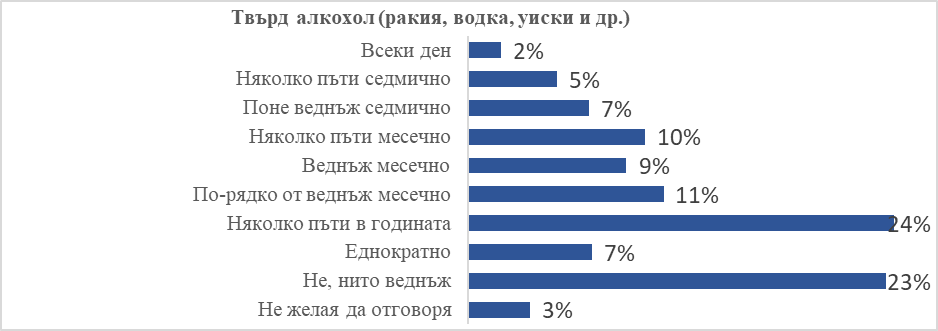 Твърд алкохол (ракия, водка, уиски и др.)
Всеки ден 2%
Няколко пъти седмично 5%
Поне веднъж седмично 7%
Няколко пъти месечно 10%
Веднъж месечно 9%
По-рядко от веднъж месечно 11%
Няколко пъти в годината 24%
Еднократно 7%
Не, нито веднъж 23%
Не желая да отговоря 3%